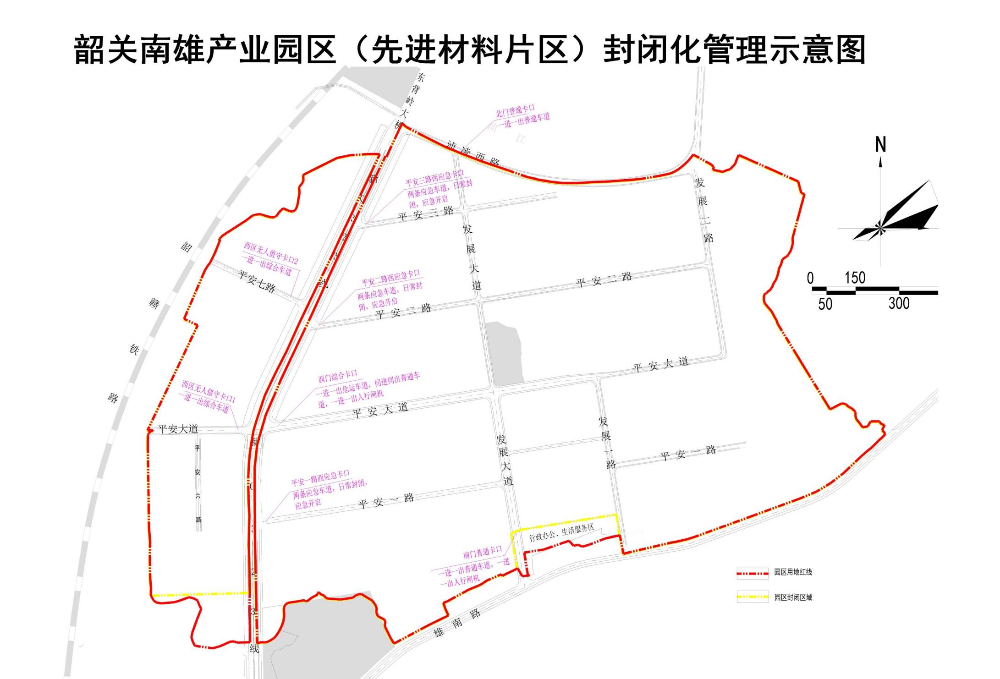 韶关南雄产业园区（先进材料片区）封闭化管理示意图
东背岭大桥
北门普通卡口
一进一出普通车道
浈江
浈凌西路
N
平安三路西应急卡口
两条应急车道，日常封
闭，应急开启
新G323线
平安三路
发展大道
发展二路
韶赣铁路
西区无人值守卡口2
一进一出综合车道
平安七路
平安二路西应急卡口
两条应急车道，日常封
闭，应急开启
平安二路
平安二路
0 150
50 300
平安大道
西门综合卡口
一进一出危运车道，同进同出普通车
道，一进一出人行闸机
西区无人值守卡口1
一进一出综合车道
平安大道
平安大道
平安六路
新G323线
发展大道
发展一路
平安一路
平安一路西应急卡口
两条应急车道，日常封闭，
应急开启
平安一路
行政办公、生活服务区
南门普通卡口
一进一出普通车道，一进
一出人行闸机
雄南路
园区用地红线
园区封闭区域